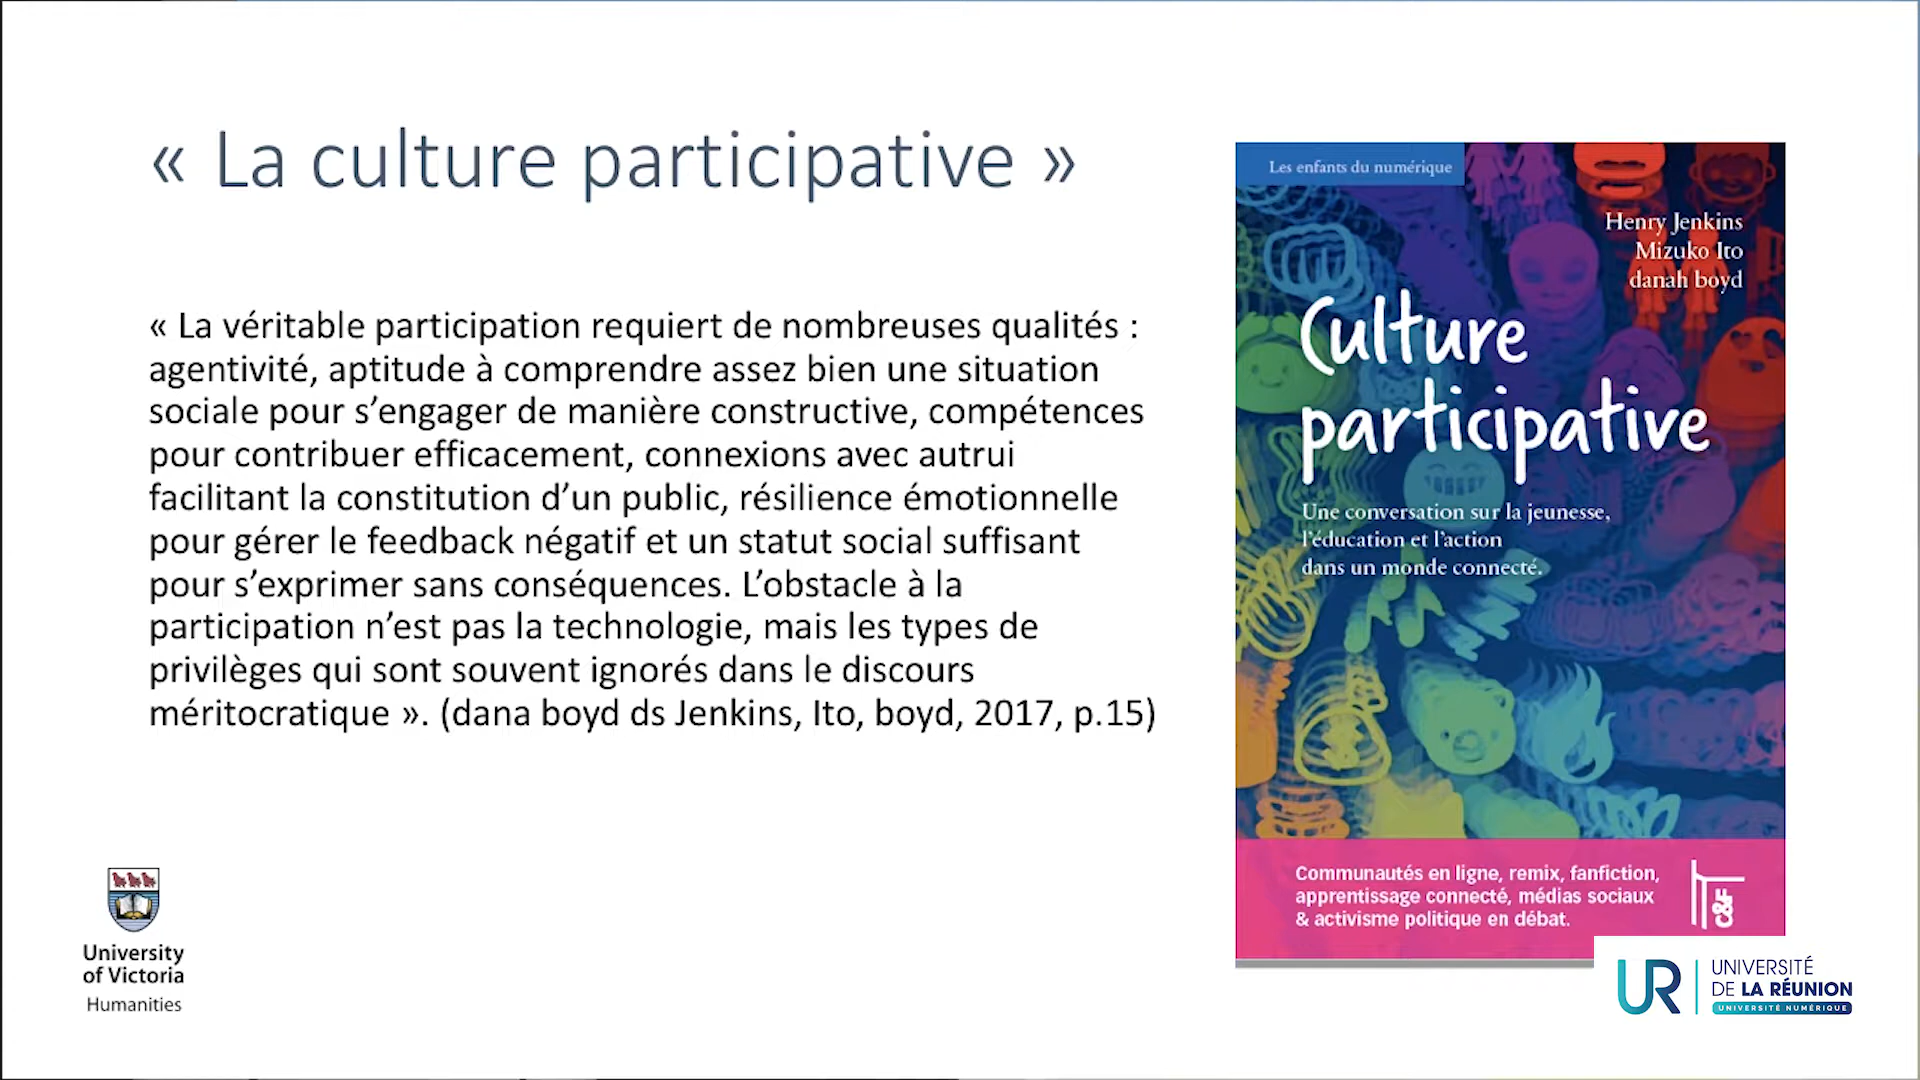 « La culture participative »
« La véritable participation requiert de nombreuses qualités :
agentivité, aptitude à comprendre assez bien une situation
sociale pour s’engager de manière constructive, compétences
pour contribuer efficacement, connexions avec autrui
facilitant la constitution d’un public, résilience émotionnelle
pour gérer le feedback négatif et un statut social suffisant
pour s’exprimer sans conséquences. L’obstacle à la
participation n’est pas la technologie, mais les types de
privilèges qui sont souvent ignorés dans le discours
méritocratique ». (dana boyd ds Jenkins, Ito, boyd, 2017, p.15)
Les enfants du numérique
Henry Jenkins
Mizuko Ito
danah boyd
Culture
participative
Une conversation sur la jeunesse,
l’éducation et l’action
dans un monde connecté.
Communautés en ligne, remix, fanfiction,
apprentissage connecté, médias sociaux
& activisme politique en débat.
C&F
University
of Victoria
Humanities
UR
UNIVERSITÉ
DE LA RÉUNION
UNIVERSITÉ NUMÉRIQUE